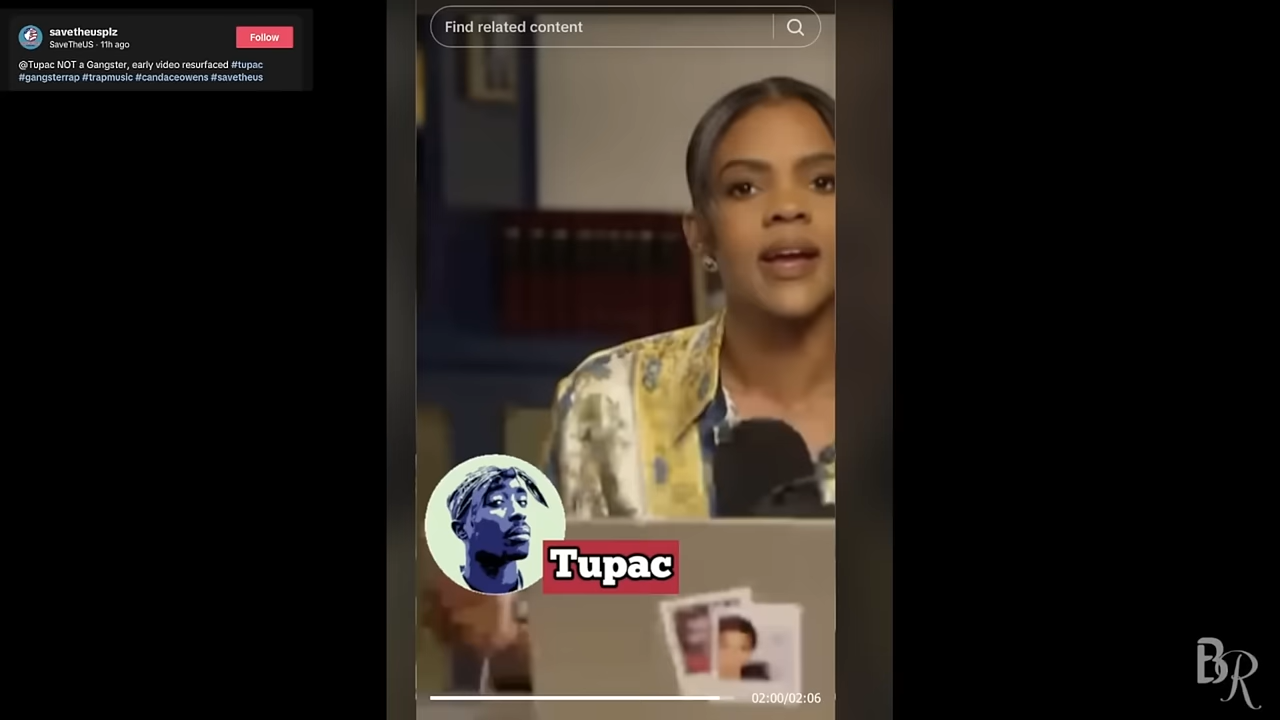 savetheusplz
SaveTheUS · 11h ago
Follow
@Tupac NOT a Gangster, early video resurfaced #tupac
#gangsterrap #trapmusic #candaceowens #savetheus
Find related content
Tupac
02:00/02:06
BR